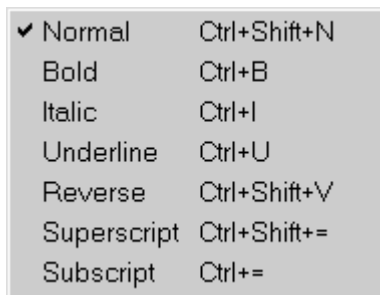 ✔ Normal Ctrl+Shift+N
Bold Ctrl+B
Italic Ctrl+I
Underline Ctrl+U
Reverse Ctrl+Shift+V
Superscript Ctrl+Shift+=
Subscript Ctrl+=